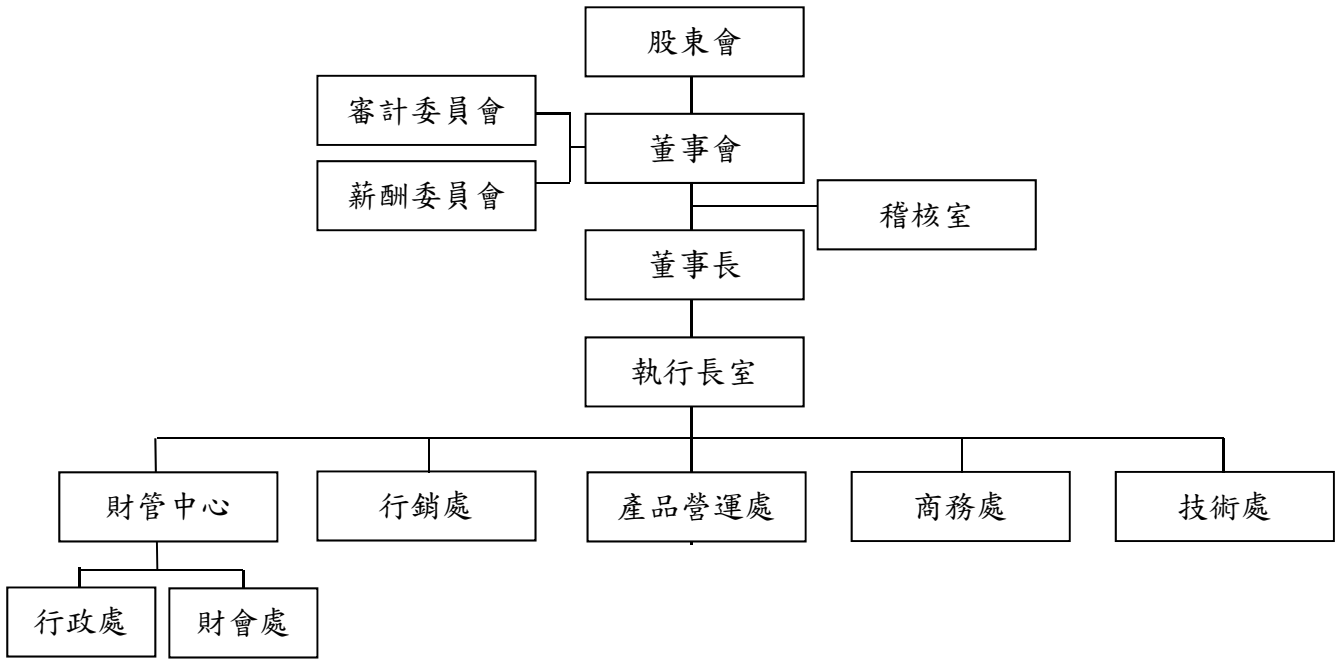 股東會
審計委員會
董事會
薪酬委員會
稽核室
董事長
執行長室
財管中心
行銷處
產品營運處
商務處
技術處
行政處
財會處